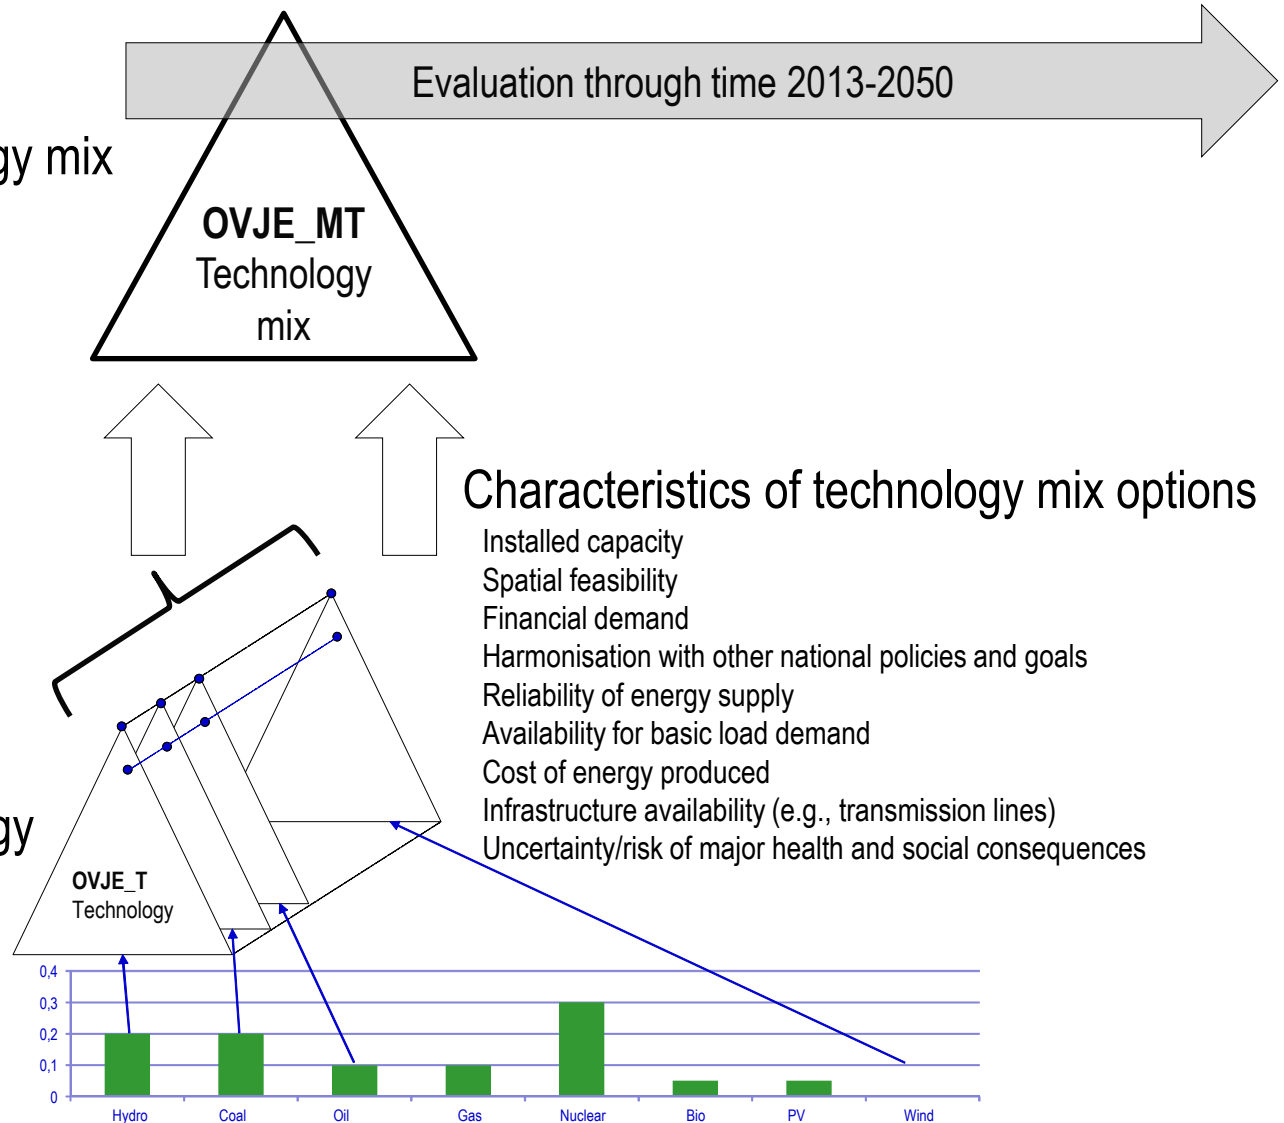 Evaluation through time 2013-2050
gy mix
OVJE_MT
Technology
mix
Characteristics of technology mix options
Installed capacity
Spatial feasibility
Financial demand
Harmonisation with other national policies and goals
Reliability of energy supply
Availability for basic load demand
Cost of energy produced
Infrastructure availability (e.g., transmission lines)
Uncertainty/risk of major health and social consequences
gy
OVJE_T
Technology
0,4
0,3
0,2
0,1
0
Hydro Coal Oil Gas Nuclear Bio PV Wind